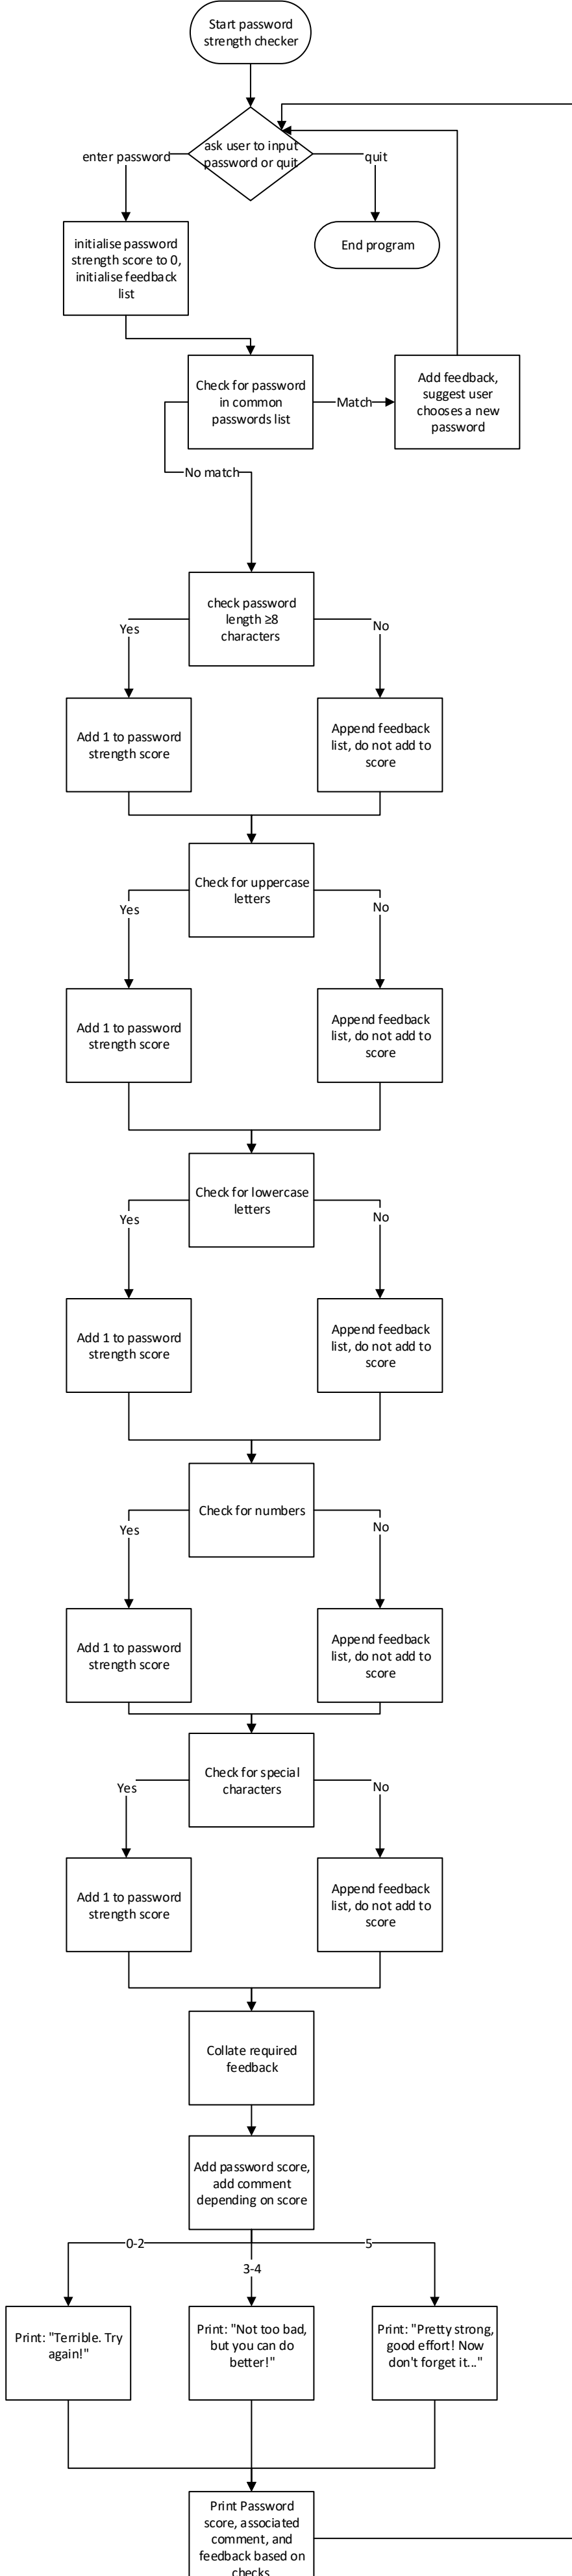 Start password
strength checker
ask user to input
password or quit
enter password
quit
initialise password
strength score to 0,
initialise feedback
list
End program
Check for password
in common
passwords list
Match
Add feedback,
suggest user
chooses a new
password
No match
check password
length ≥8
characters
Yes
No
Add 1 to password
strength score
Append feedback
list, do not add to
score
Check for uppercase
letters
Yes
No
Add 1 to password
strength score
Append feedback
list, do not add to
score
Check for lowercase
letters
Yes
No
Add 1 to password
strength score
Append feedback
list, do not add to
score
Check for numbers
Yes
No
Add 1 to password
strength score
Append feedback
list, do not add to
score
Check for special
characters
Yes
No
Add 1 to password
strength score
Append feedback
list, do not add to
score
Collate required
feedback
Add password score,
add comment
depending on score
0-2
3-4
5
Print: "Terrible. Try
again!"
Print: "Not too bad,
but you can do
better!"
Print: "Pretty strong,
good effort! Now
don't forget it..."
Print Password
score, associated
comment, and
feedback based on
checks